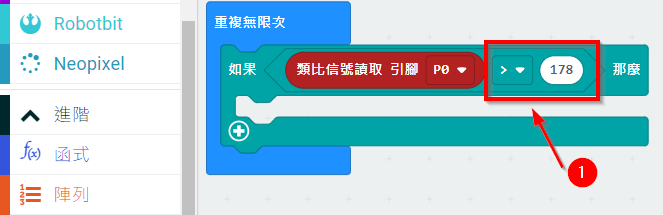 Robotbit
Neopixel
進階
函式
陣列
重複無限次
如果 類比信號讀取 引腳 P0 > 178 那麼
1